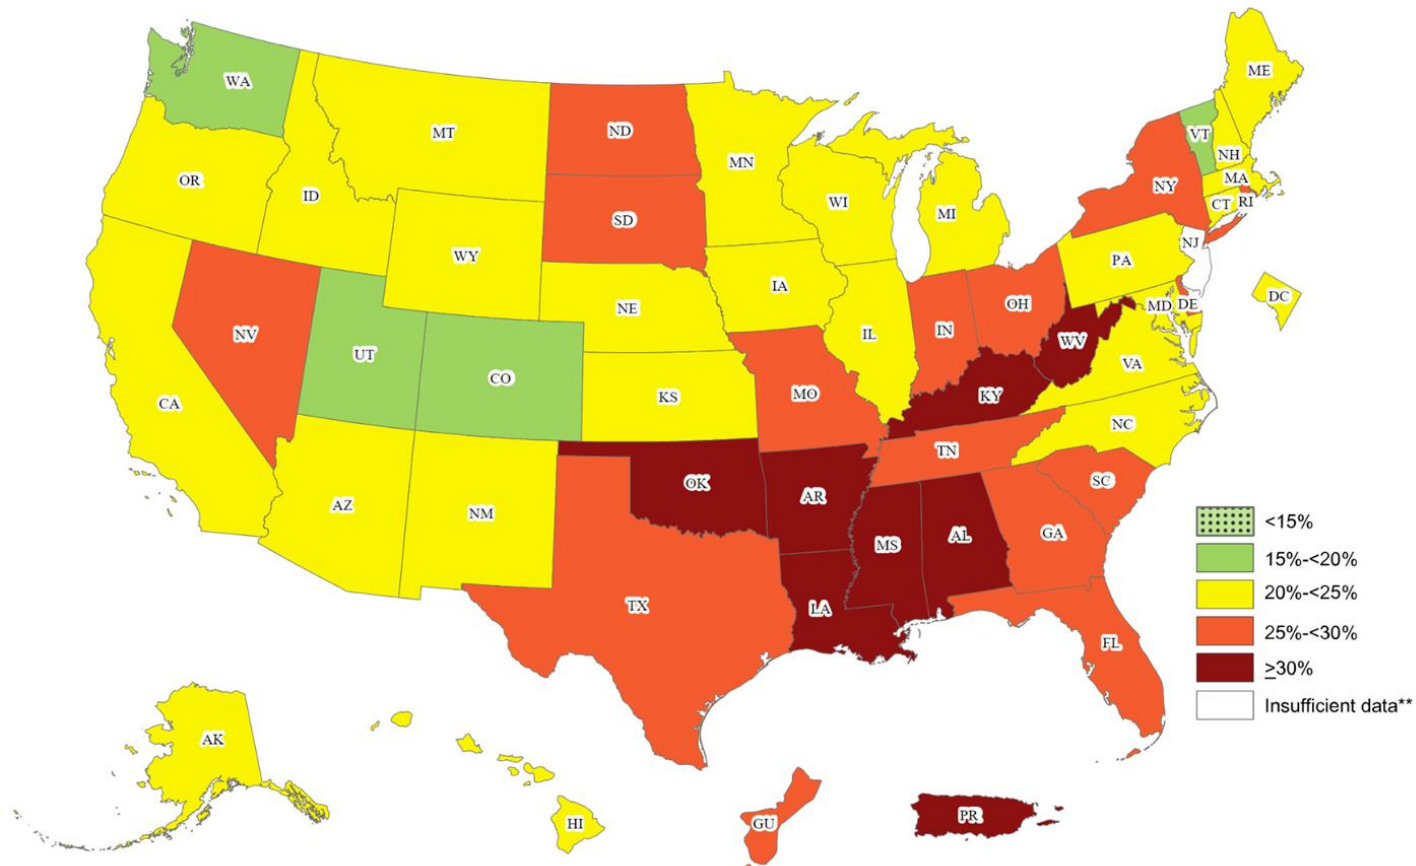 WA
MT
ND
MN
ME
VT
NH
OR
ID
SD
WI
MI
NY
MA
CT
RI
WY
IA
PA
NJ
NE
NV
UT
CO
IL
IN
OH
MD
DE
DC
WV
VA
CA
KS
MO
KY
NC
TN
AZ
NM
OK
AR
SC
MS
AL
GA
TX
LA
FL
AK
HI
GU
PR
<15%
15%-<20%
20%-<25%
25%-<30%
≥30%
Insufficient data**